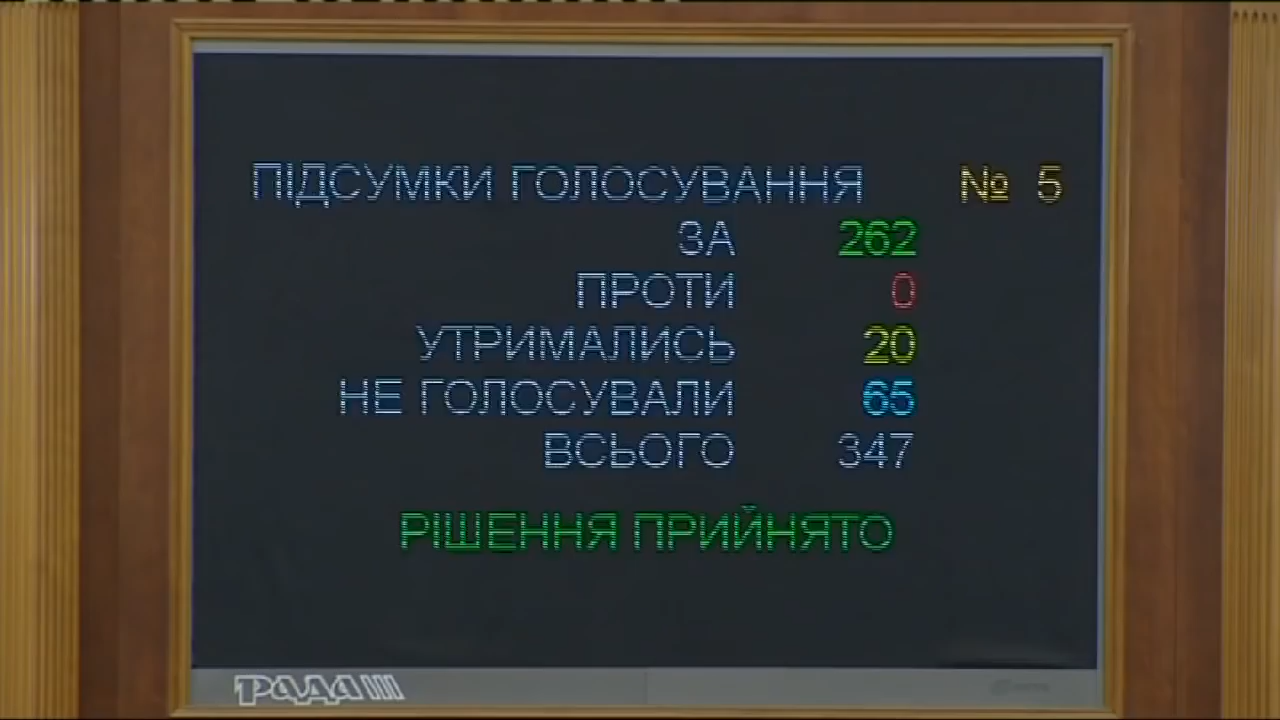 ПІДСУМКИ ГОЛОСУВАННЯ № 5
ЗА 262
ПРОТИ 0
УТРИМАЛИСЬ 20
НЕ ГОЛОСУВАЛИ 65
ВСЬОГО 347
РІШЕННЯ ПРИЙНЯТО
РАДА